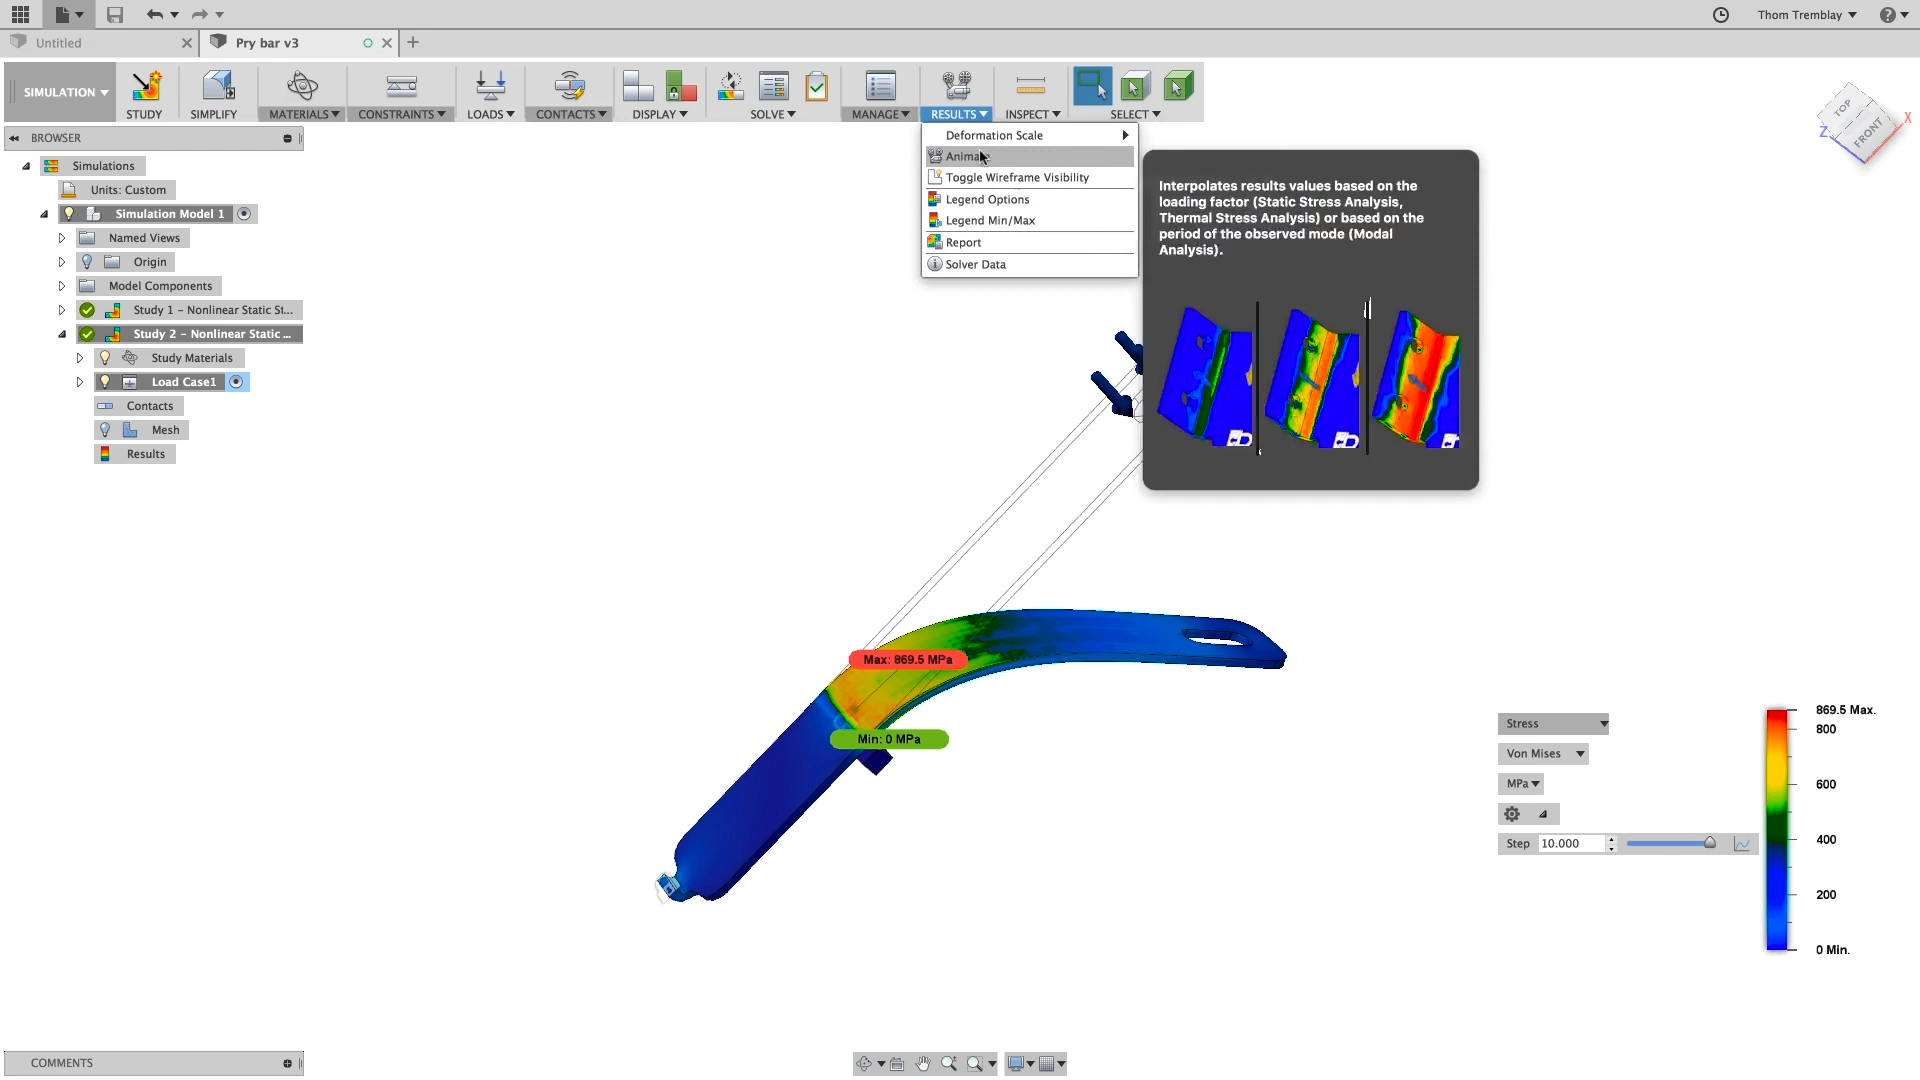 Thom Tremblay
?
Untitled
Pry bar v3
SIMULATION
STUDY
SIMPLIFY
MATERIALS
CONSTRAINTS
LOADS
CONTACTS
DISPLAY
SOLVE
MANAGE
RESULTS
INSPECT
SELECT
TOP
FRONT
Z
X
BROWSER
Simulations
Units: Custom
Simulation Model 1
Named Views
Origin
Model Components
Study 1 - Nonlinear Static St...
Study 2 - Nonlinear Static ...
Study Materials
Load Case1
Contacts
Mesh
Results
Deformation Scale
Anima
Toggle Wireframe Visibility
Legend Options
Legend Min/Max
Report
Solver Data
Interpolates results values based on the
loading factor (Static Stress Analysis,
Thermal Stress Analysis) or based on the
period of the observed mode (Modal
Analysis).
Max: 869.5 MPa
Min: 0 MPa
Stress
Von Mises
MPa
Step 10.000
869.5 Max.
800
600
400
200
0 Min.
COMMENTS